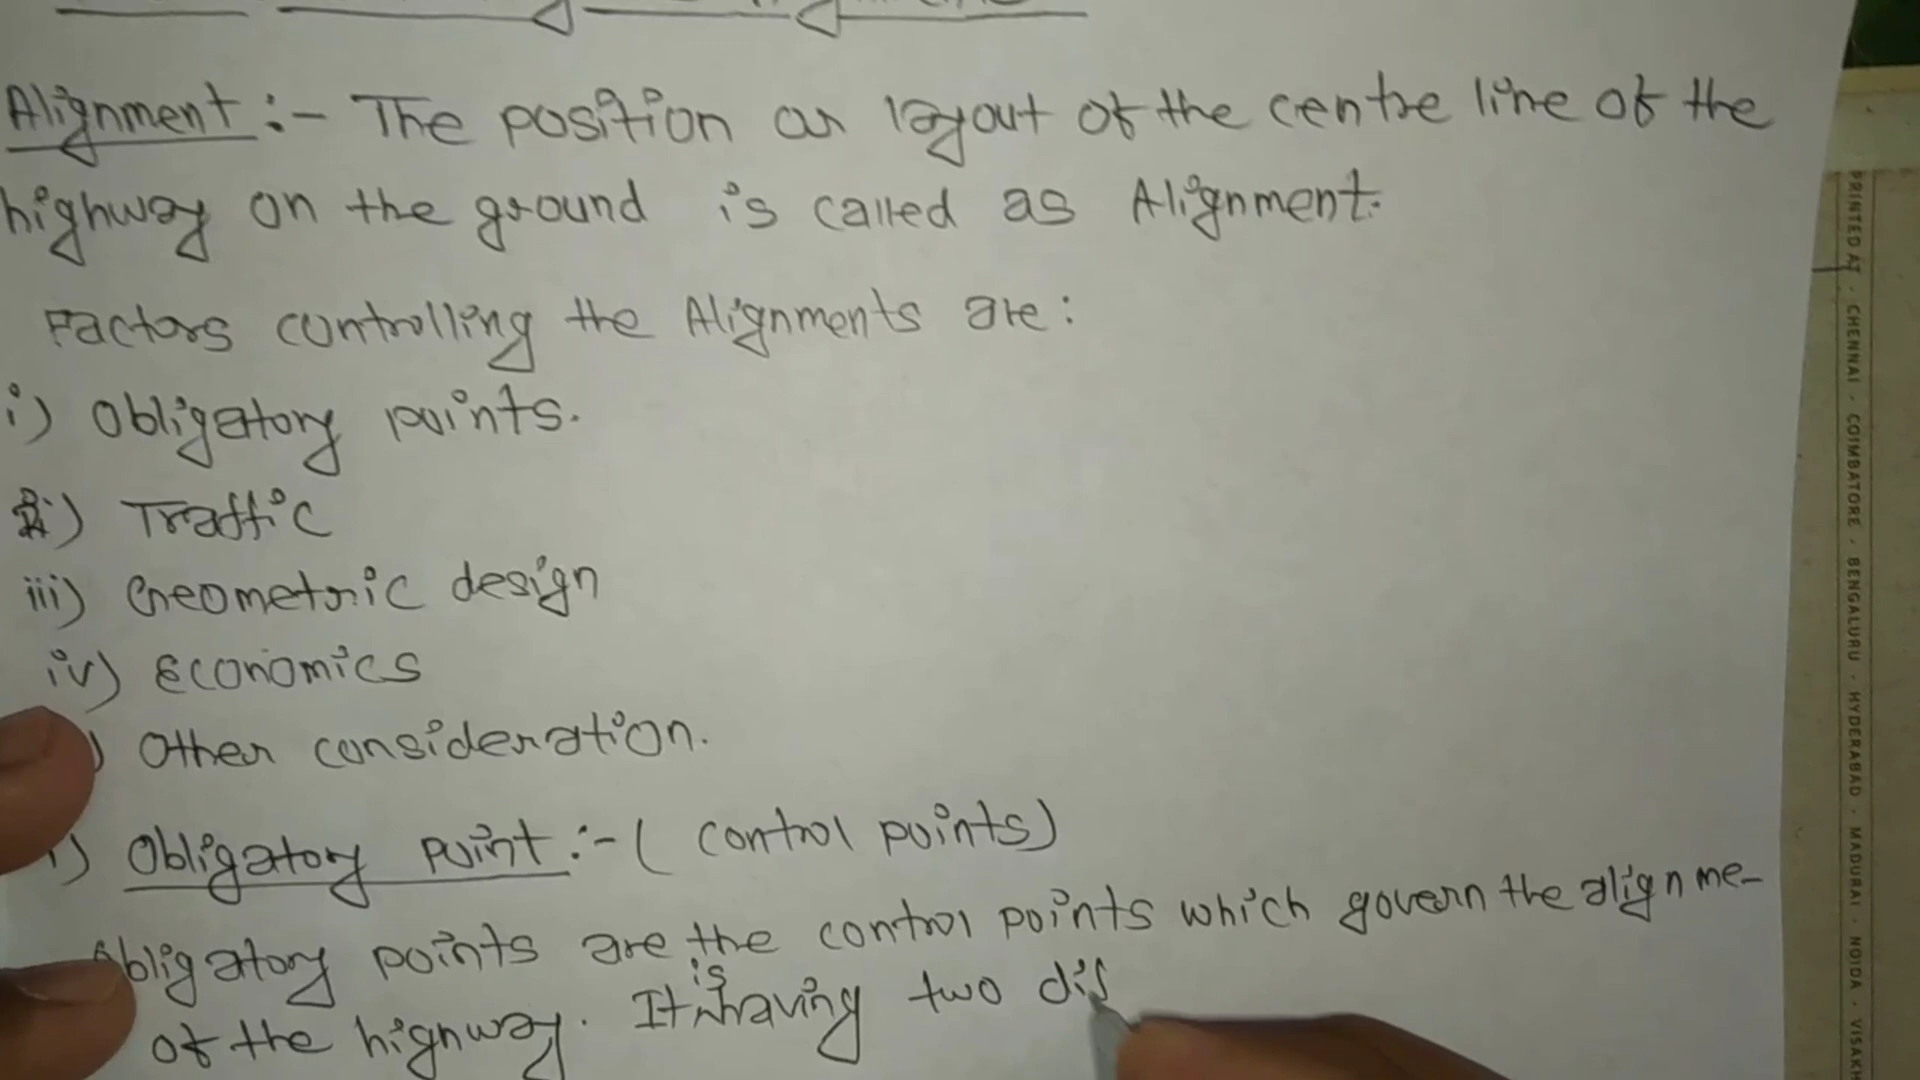 Alignment :- The position or layout of the centre line of the
highway on the ground is called as Alignment.
Factors controlling the Alignments are:
i) Obligatory points.
ii) Traffic
iii) Geometric design
iv) Economics
) Other consideration.
i) Obligatory point :- ( control points)
Obligatory points are the control points which govern the alignme-
of the highway. It is having two dif
PRINTED AT · CHENNAI · COIMBATORE · BENGALURU · HYDERABAD · MADURAI · NOIDA · VISAKH